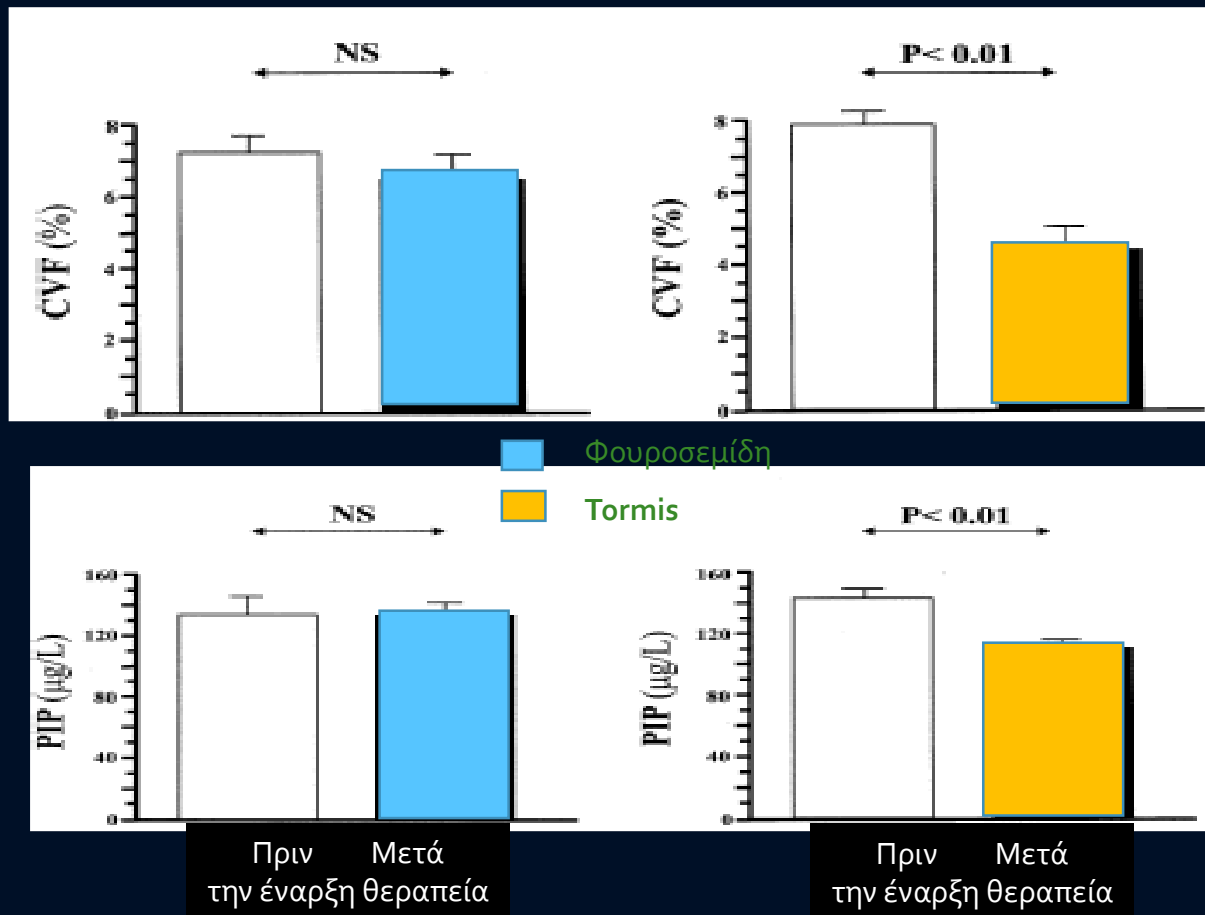 NS
P< 0.01
CVF (%)
8
6
4
2
0
CVF (%)
8
6
4
2
0
Φουροσεμίδη
Tormis
NS
P< 0.01
PIP (µg/L)
160
120
80
40
0
PIP (µg/L)
160
120
80
40
0
Πριν Μετά
την έναρξη θεραπεία
Πριν Μετά
την έναρξη θεραπεία